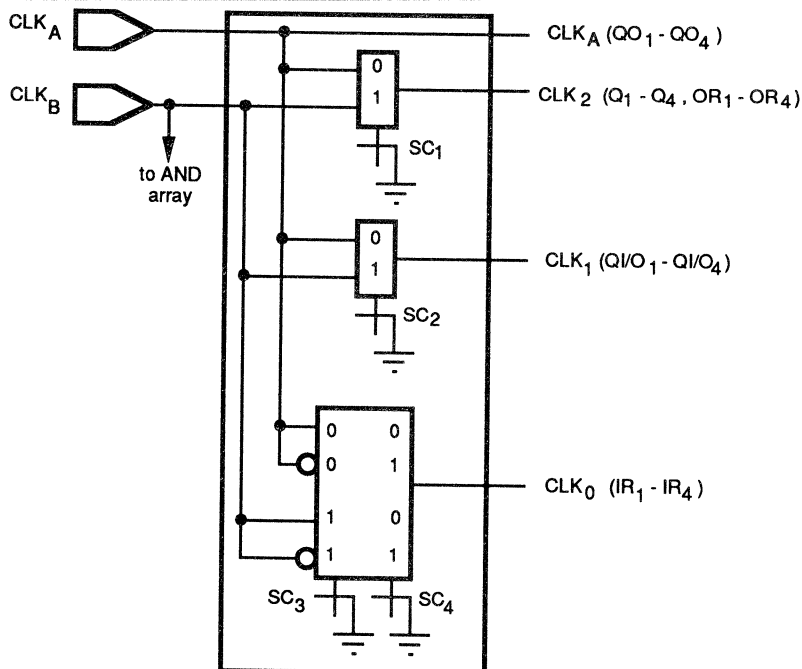 CLKA
CLKA (QO1 - QO4)
0
1
CLKB
CLK2 (Q1 - Q4 , OR1 - OR4)
SC1
to AND
array
0
1
CLK1 (QI/O1 - QI/O4)
SC2
0 0
0 1
CLK0 (IR1 - IR4)
1 0
1 1
SC3
SC4